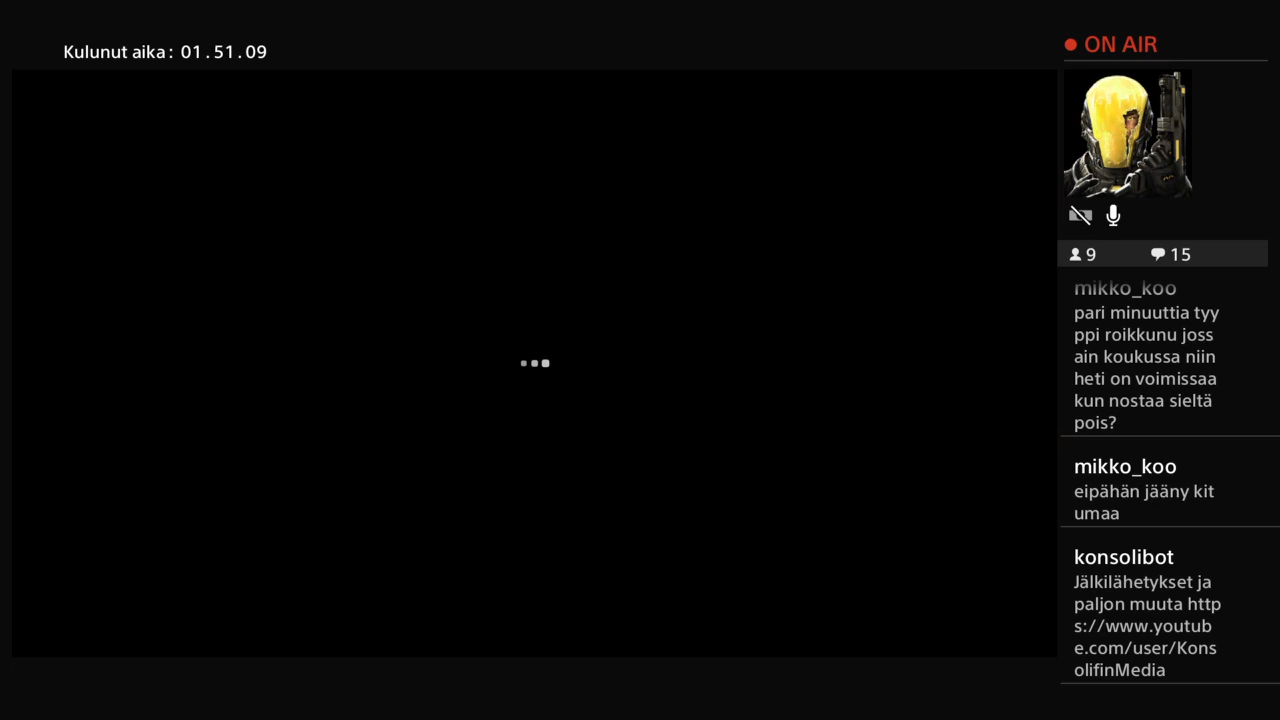 Kulunut aika: 01.51.09
ON AIR
9 15
mikko_koo
pari minuuttia tyy
ppi roikkunu joss
ain koukussa niin
heti on voimissaa
kun nostaa sieltä
pois?
mikko_koo
eipähän jääny kit
umaa
konsolibot
Jälkilähetykset ja
paljon muuta http
s://www.youtub
e.com/user/Kons
olifinMedia